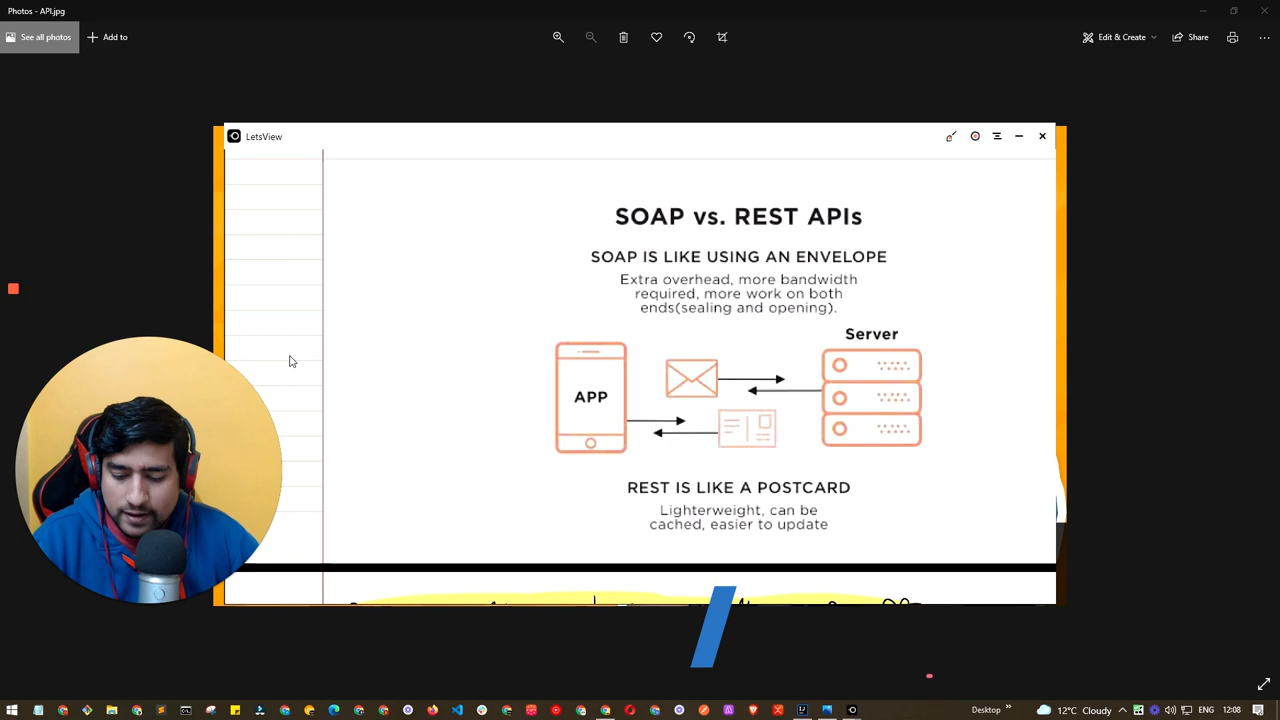 Photos - API.jpg
See all photos
Add to
Edit & Create
Share
LetsView
SOAP vs. REST APIs
SOAP IS LIKE USING AN ENVELOPE
Extra overhead, more bandwidth
required, more work on both
ends(sealing and opening).
Server
APP
REST IS LIKE A POSTCARD
Lighterweight, can be
cached, easier to update
Desktop
12°C Cloudy
ENG
12:08